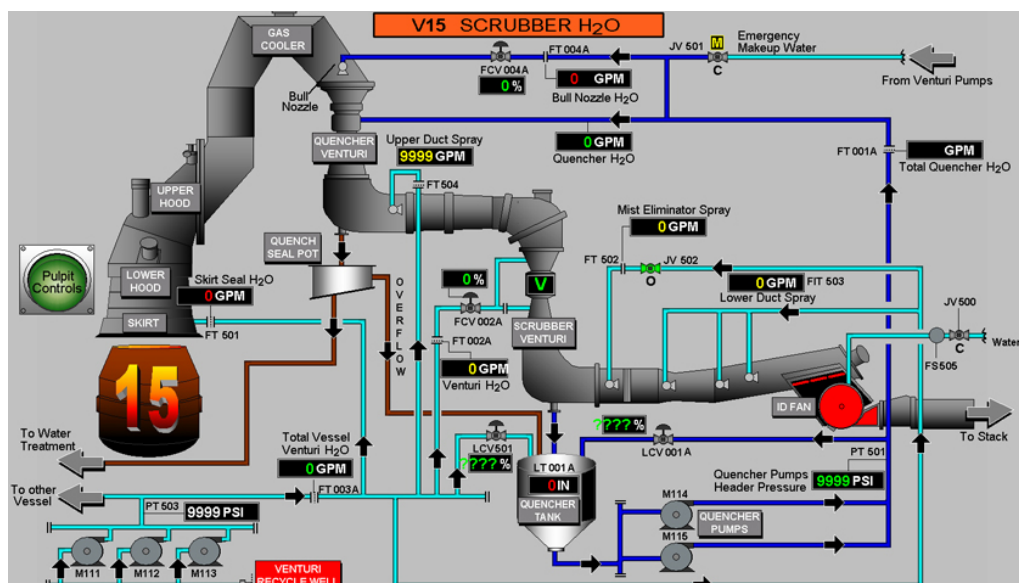 V15 SCRUBBER H2O
GAS
COOLER
Bull
Nozzle
FCV 004A
0 %
FT 004A
0 GPM
Bull Nozzle H2O
JV 501
M
C
Emergency
Makeup Water
From Venturi Pumps
QUENCHER
VENTURI
Upper Duct Spray
9999 GPM
FT 504
0 GPM
Quencher H2O
FT 001A
GPM
Total Quencher H2O
UPPER
HOOD
Pulpit
Controls
LOWER
HOOD
Skirt Seal H2O
0 GPM
SKIRT
FT 501
QUENCH
SEAL POT
OVERFLOW
0 %
FCV 002A
FT 002A
0 GPM
Venturi H2O
V
SCRUBBER
VENTURI
Mist Eliminator Spray
0 GPM
FT 502
JV 502
O
0 GPM
FIT 503
Lower Duct Spray
JV 500
FS505
C
Water
ID FAN
To Stack
15
To Water
Treatment
To other
Vessel
Total Vessel
Venturi H2O
0 GPM
FT 003A
LCV501
???? %
LT 001A
0 IN
QUENCHER
TANK
???? %
LCV 001A
PT 501
Quencher Pumps
Header Pressure
9999 PSI
M114
M115
QUENCHER
PUMPS
PT 503
9999 PSI
M111
M112
M113
VENTURI
RECYCLE WELL